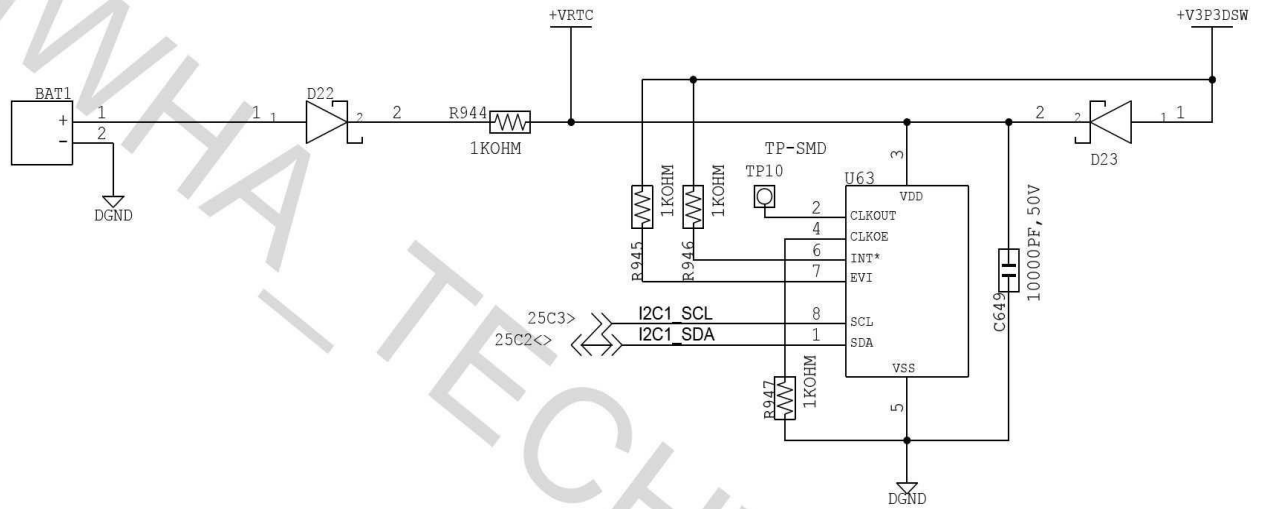 +VRTC
+V3P3DSW
BAT1
+ 1
- 2
DGND
1 1
D22
2 2
R944
1KOHM
2 2
1 1
D23
TP-SMD
TP10
U63
3
VDD
1KOHM
1KOHM
R945
R946
2 CLKOUT
4 CLKOE
6 INT*
7 EVI
25C3> I2C1_SCL 8 SCL
25C2<> I2C1_SDA 1 SDA
VSS
5
R947
1KOHM
C649
10000PF,50V
DGND
WHA_TECH